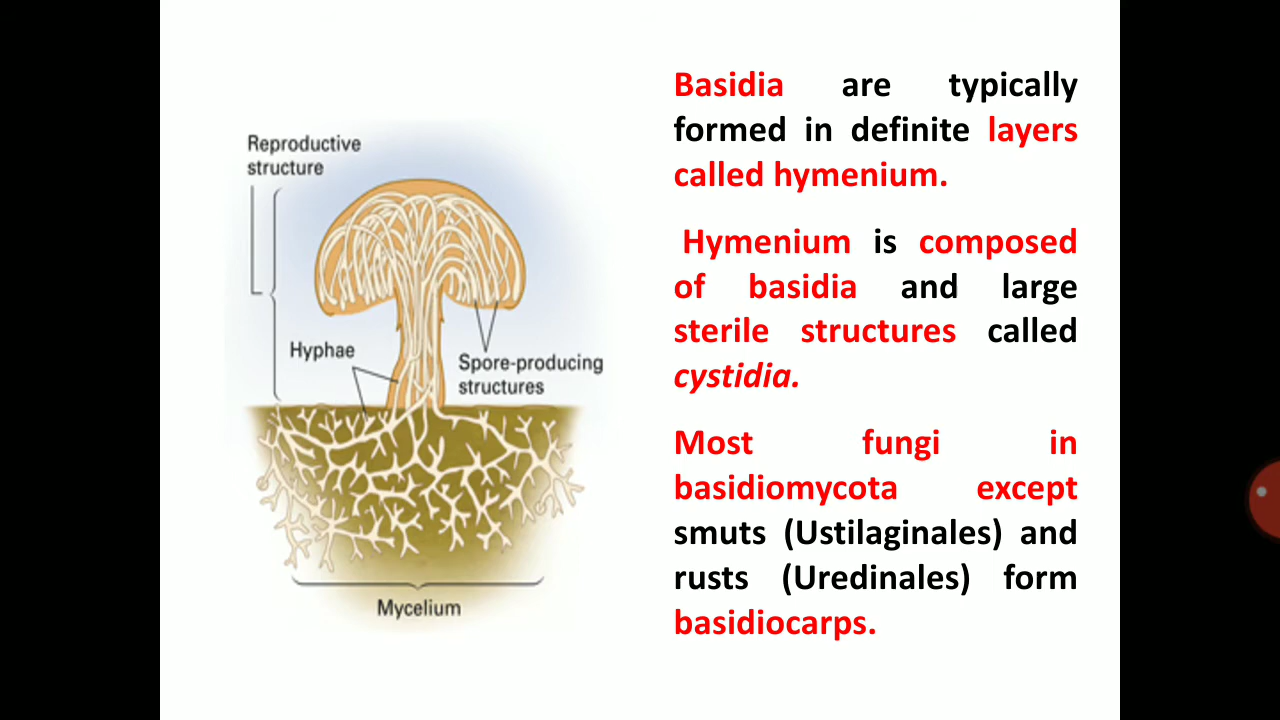 Reproductive
structure
Hyphae
Spore-producing
structures
Mycelium
Basidia are typically
formed in definite layers
called hymenium.
Hymenium is composed
of basidia and large
sterile structures called
cystidia.
Most fungi in
basidiomycota except
smuts (Ustilaginales) and
rusts (Uredinales) form
basidiocarps.